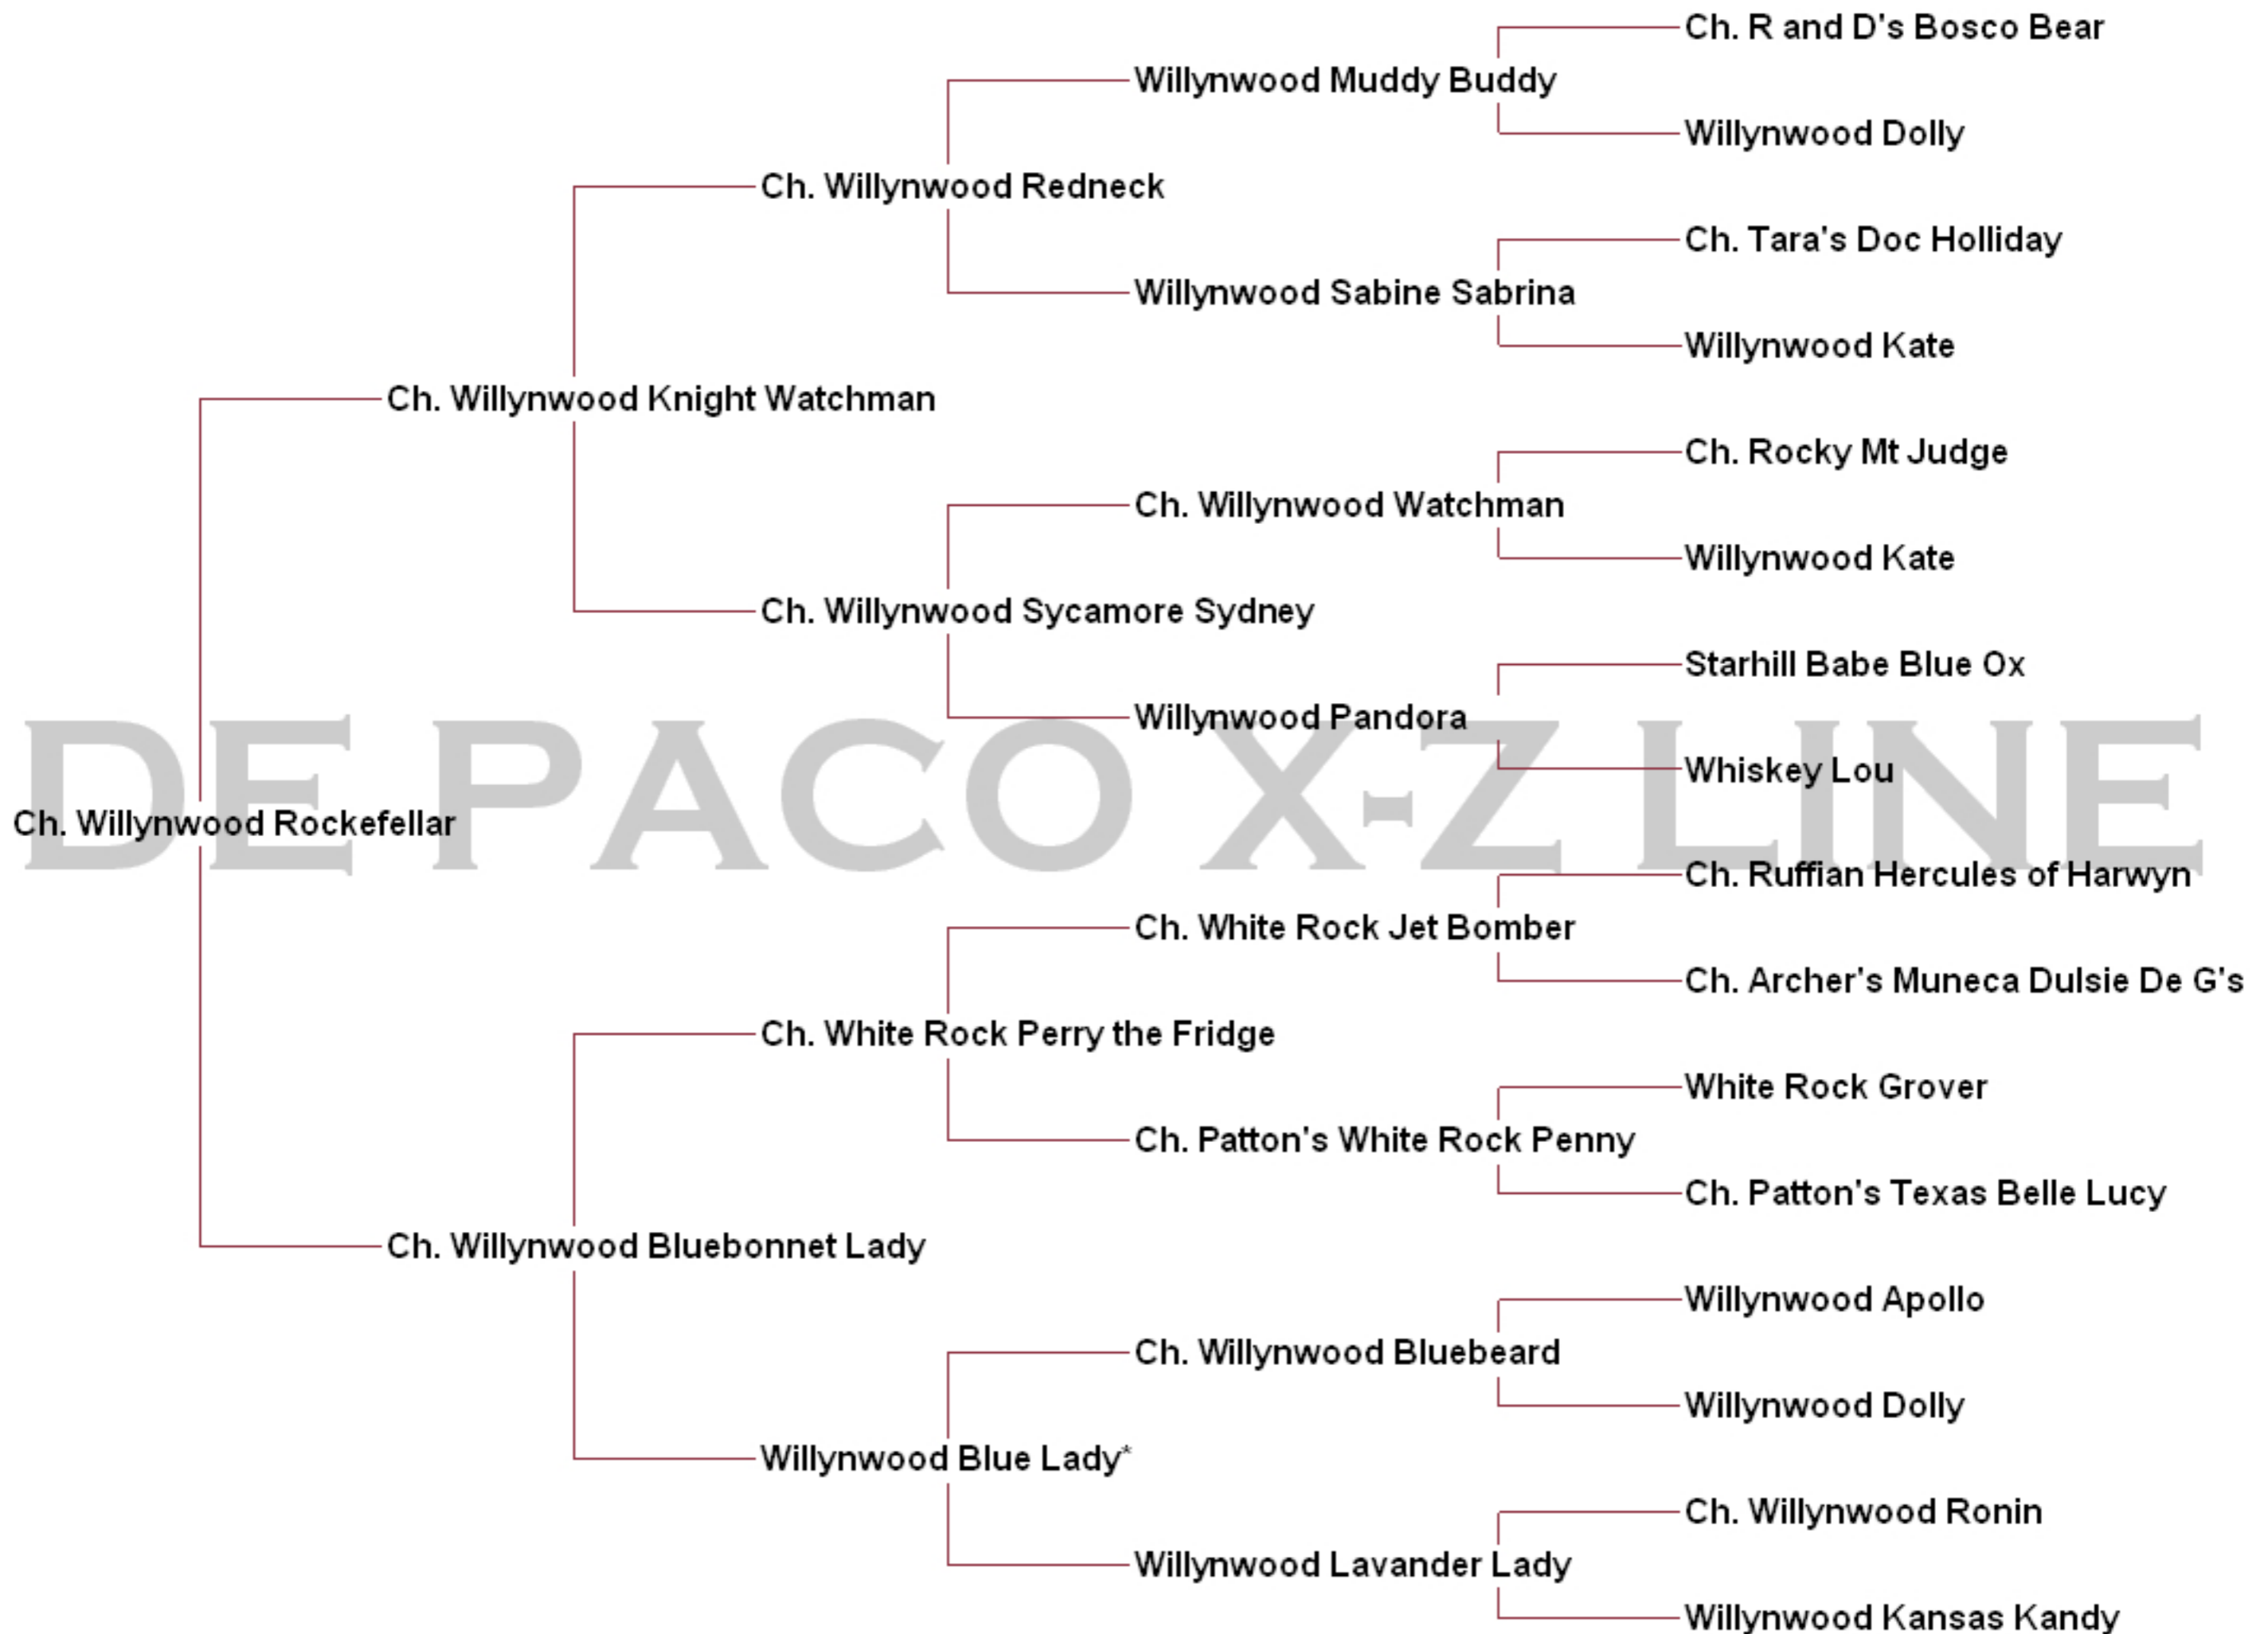 Ch. R and D's Bosco Bear
Willynwood Muddy Buddy
Willynwood Dolly
Ch. Willynwood Redneck
Ch. Tara's Doc Holliday
Willynwood Sabine Sabrina
Willynwood Kate
Ch. Willynwood Knight Watchman
Ch. Rocky Mt Judge
Ch. Willynwood Watchman
Willynwood Kate
Ch. Willynwood Sycamore Sydney
Starhill Babe Blue Ox
Willynwood Pandora
Whiskey Lou
DE PACO X-Z LINE
Ch. Willynwood Rockefellar
Ch. Ruffian Hercules of Harwyn
Ch. White Rock Jet Bomber
Ch. Archer's Muneca Dulsie De G's
Ch. White Rock Perry the Fridge
White Rock Grover
Ch. Patton's White Rock Penny
Ch. Patton's Texas Belle Lucy
Ch. Willynwood Bluebonnet Lady
Willynwood Apollo
Ch. Willynwood Bluebeard
Willynwood Dolly
Willynwood Blue Lady*
Ch. Willynwood Ronin
Willynwood Lavander Lady
Willynwood Kansas Kandy